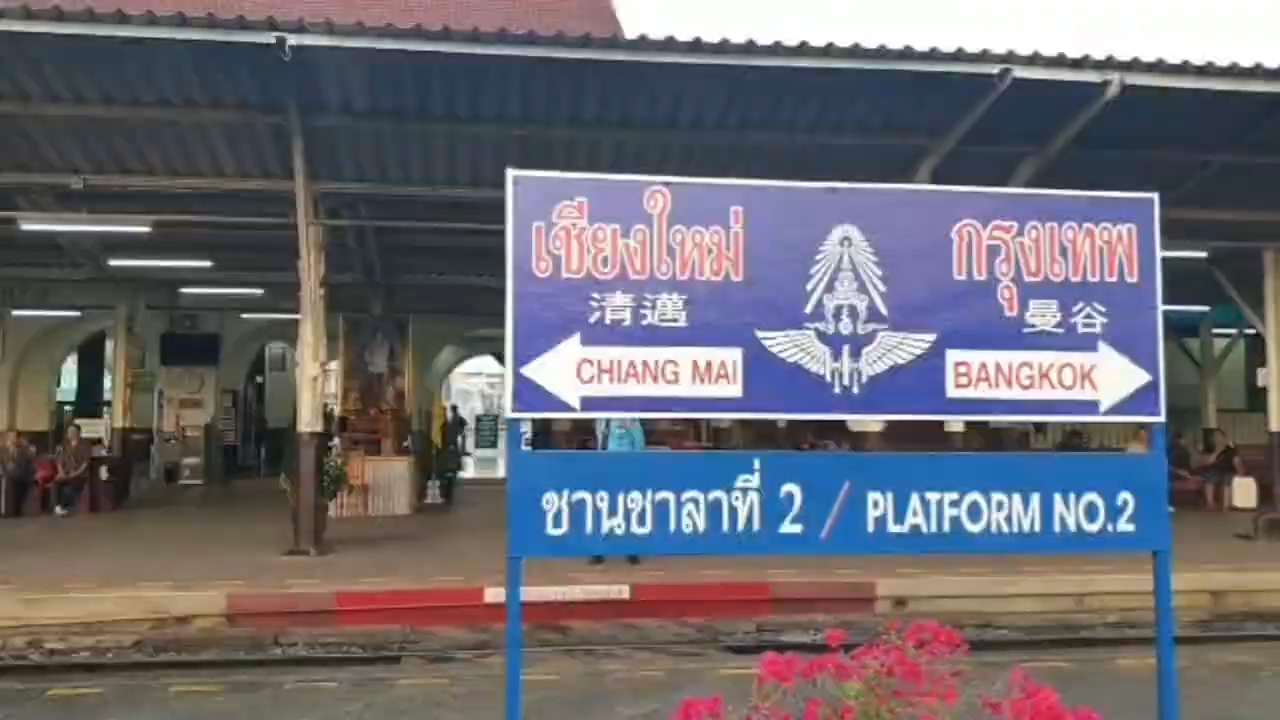 เชียงใหม่
清邁
CHIANG MAI
กรุงเทพ
曼谷
BANGKOK
ชานชาลาที่ 2 / PLATFORM NO.2